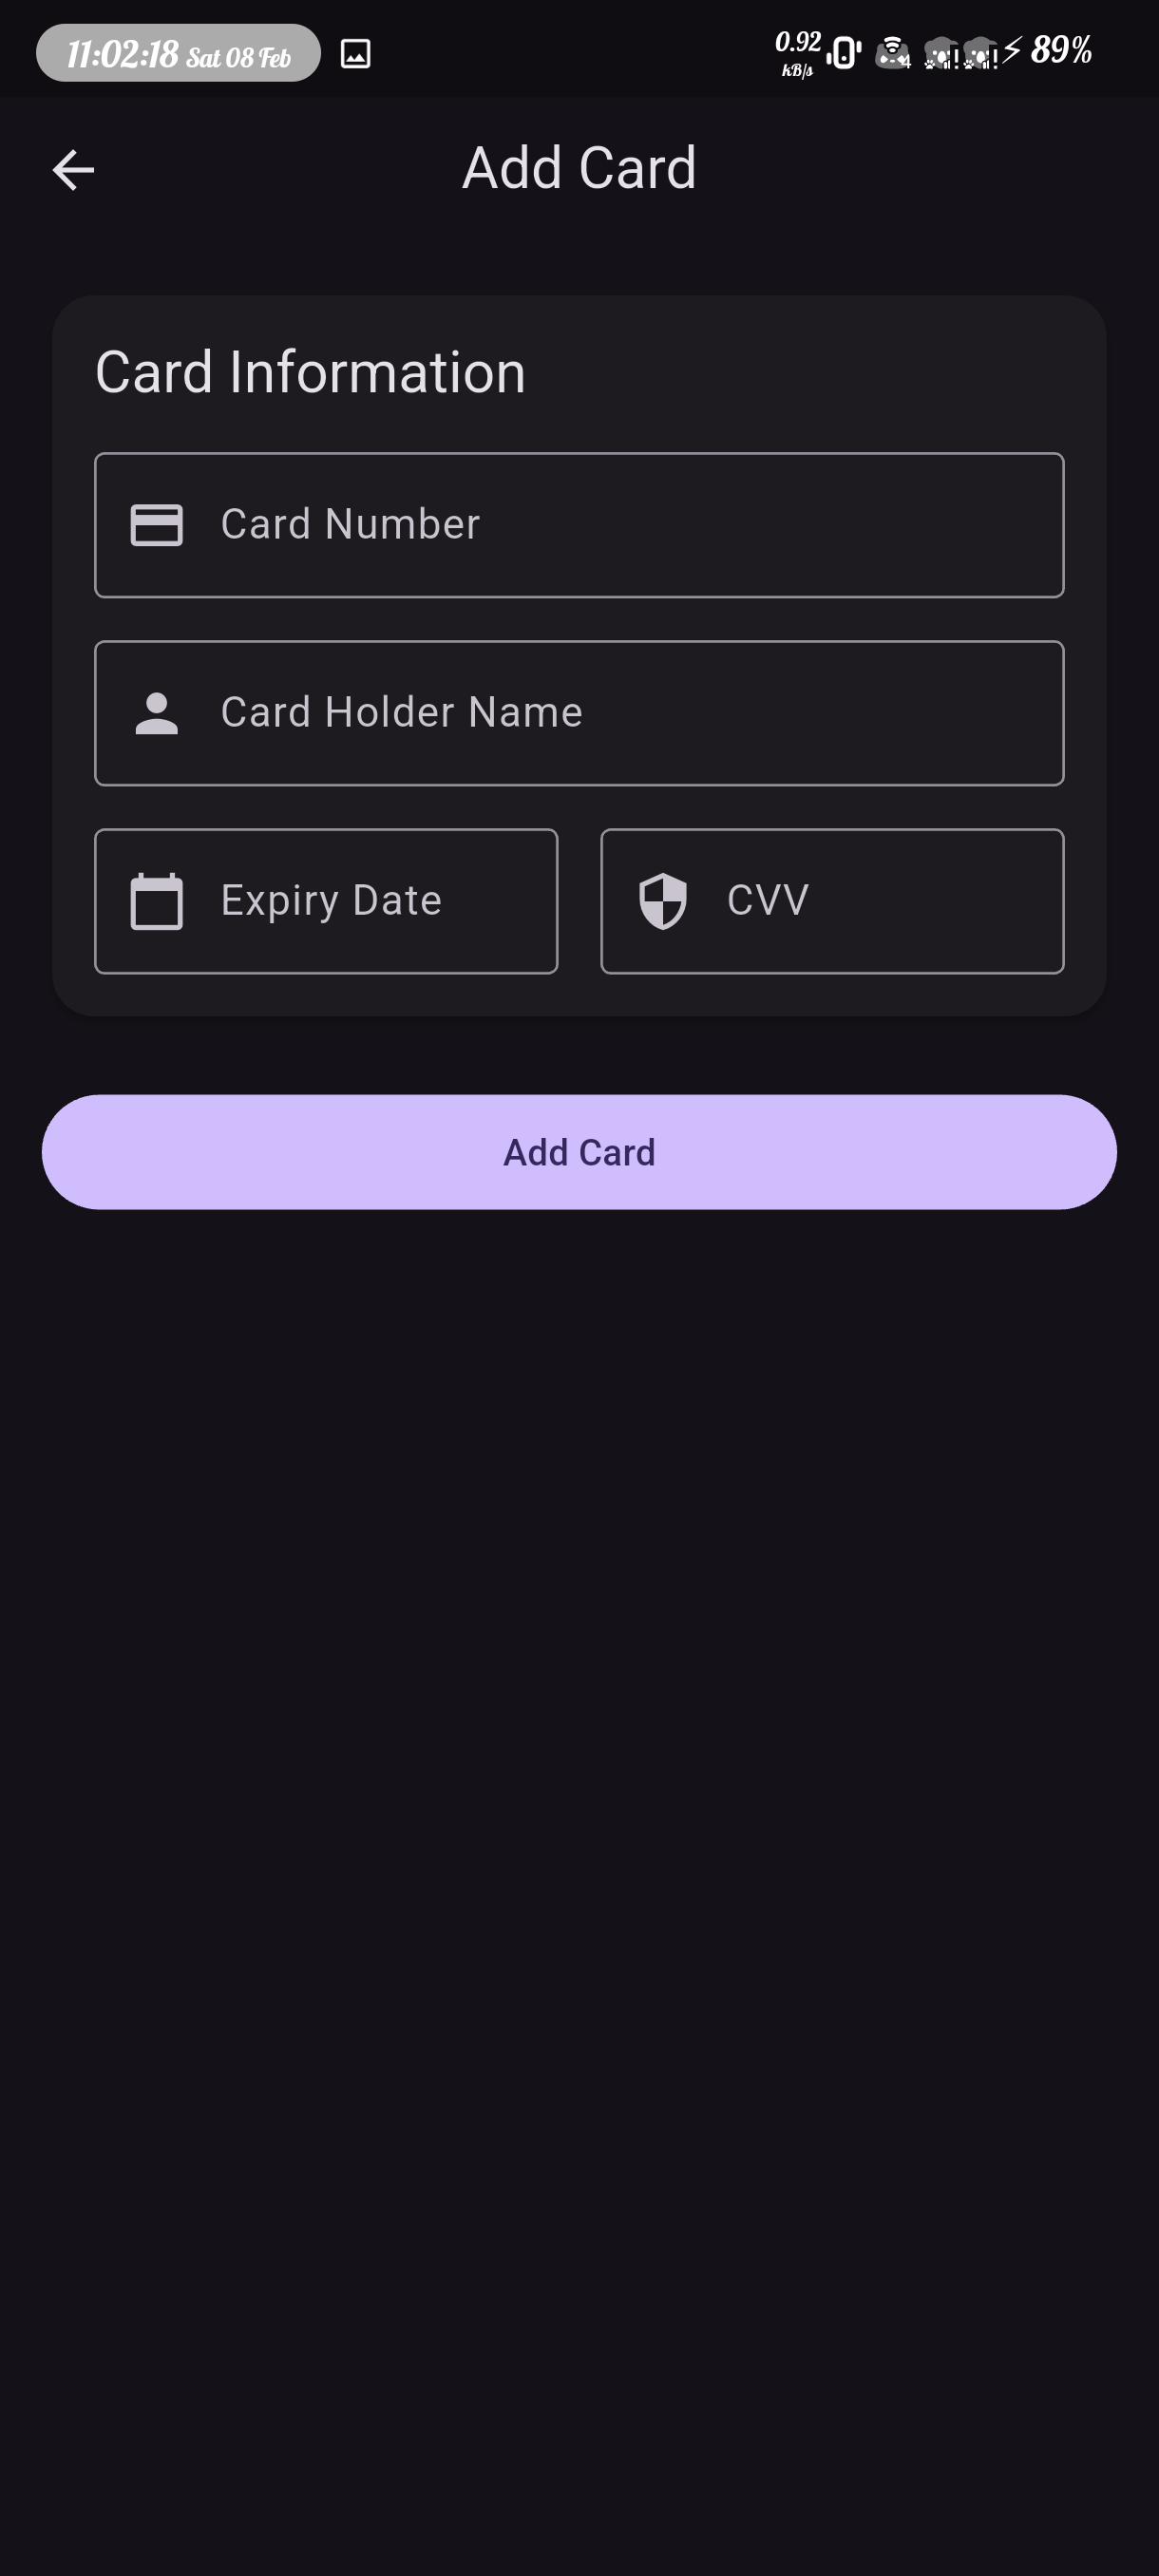 11:02:18 Sat 08 Feb
0.92 kB/s 4 89%
Add Card
Card Information
Card Number
Card Holder Name
Expiry Date CVV
Add Card